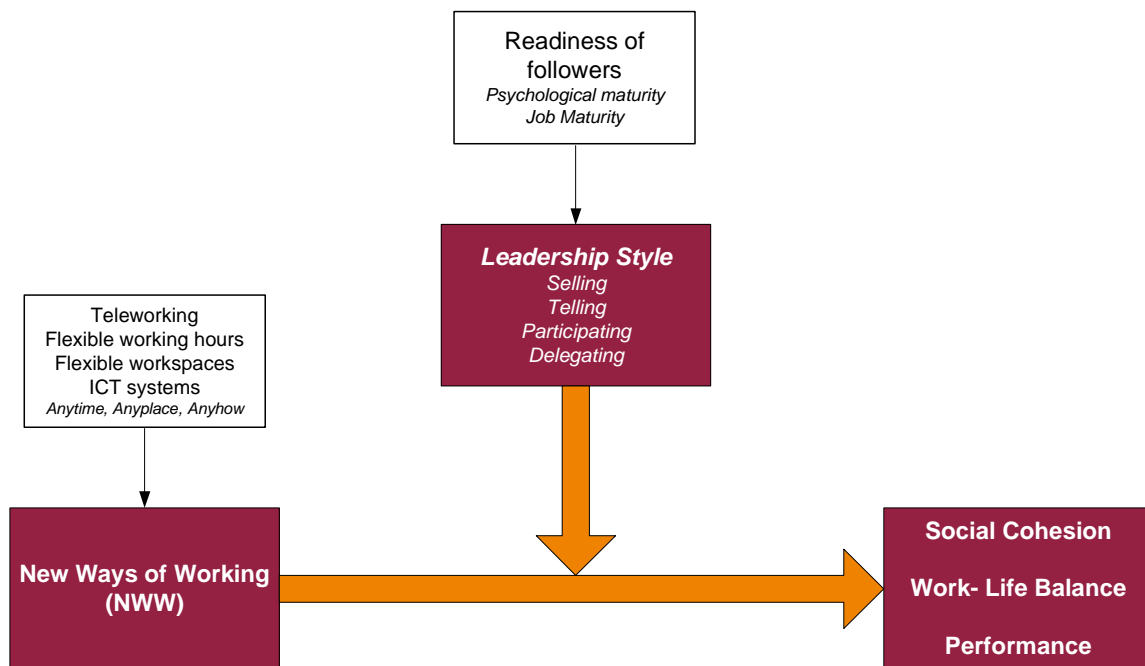 Readiness of
followers
Psychological maturity
Job Maturity
Leadership Style
Selling
Telling
Participating
Delegating
Teleworking
Flexible working hours
Flexible workspaces
ICT systems
Anytime, Anyplace, Anyhow
New Ways of Working
(NWW)
Social Cohesion
Work- Life Balance
Performance